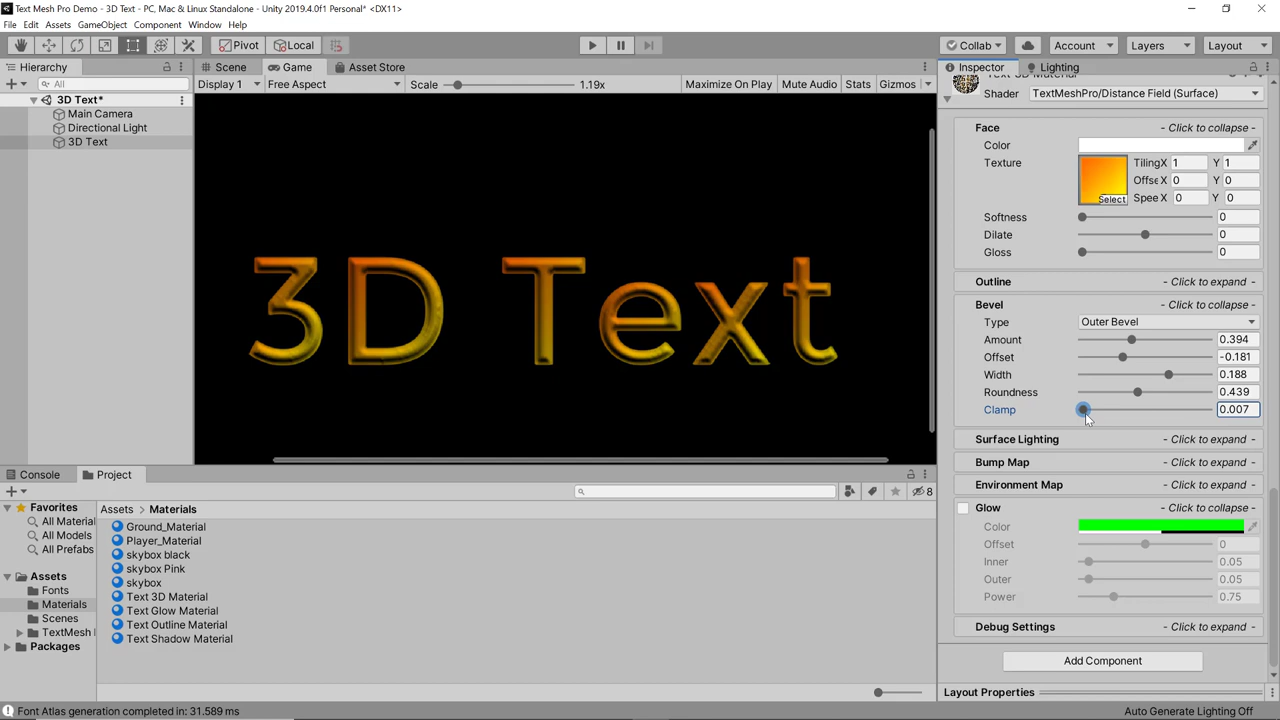 Text Mesh Pro Demo - 3D Text - PC, Mac & Linux Standalone - Unity 2019.4.0f1 Personal* <DX11>
File Edit Assets GameObject Component Window Help
Pivot Local Collab Account Layers Layout
Hierarchy Scene Game Asset Store Inspector Lighting
All Display 1 Free Aspect Scale 1.19x Maximize On Play Mute Audio Stats Gizmos
Shader TextMeshPro/Distance Field (Surface)
3D Text*
Main Camera
Directional Light
3D Text
3D Text
Face - Click to collapse -
Color
Texture Tiling X 1 Y 1
Select Offse X 0 Y 0
Spee X 0 Y 0
Softness 0
Dilate 0
Gloss 0
Outline - Click to expand -
Bevel - Click to collapse -
Type Outer Bevel
Amount 0.394
Offset -0.181
Width 0.188
Roundness 0.439
Clamp 0.007
Surface Lighting - Click to expand -
Bump Map - Click to expand -
Environment Map - Click to expand -
Glow - Click to collapse -
Color
Offset 0
Inner 0.05
Outer 0.05
Power 0.75
Debug Settings - Click to expand -
Add Component
Layout Properties
Console Project
8
Favorites
All Material
All Models
All Prefabs
Assets
Fonts
Materials
Scenes
TextMesh
Packages
Assets > Materials
Ground_Material
Player_Material
skybox black
skybox Pink
skybox
Text 3D Material
Text Glow Material
Text Outline Material
Text Shadow Material
Font Atlas generation completed in: 31.589 ms
Auto Generate Lighting Off